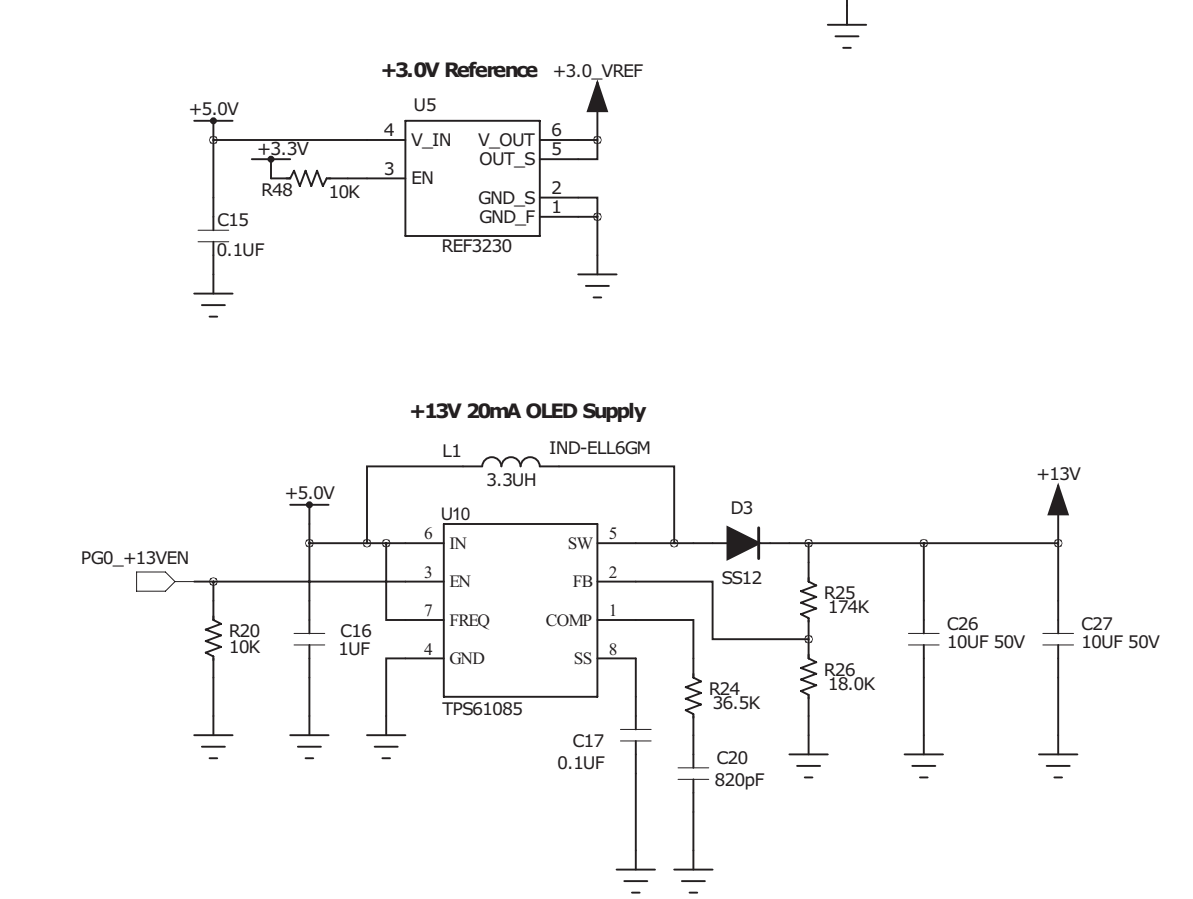 +3.0V Reference
+3.0_VREF
U5
+5.0V
4
V_IN
V_OUT
6
+3.3V
OUT_S
5
3
EN
R48
10K
GND_S
2
GND_F
1
C15
0.1UF
REF3230
+13V 20mA OLED Supply
L1
IND-ELL6GM
3.3UH
+13V
+5.0V
U10
D3
6
IN
SW
5
PG0_+13VEN
SS12
3
EN
FB
2
R25
174K
7
FREQ
COMP
1
R20
10K
C16
1UF
C26
10UF 50V
C27
10UF 50V
4
GND
SS
8
R26
18.0K
R24
36.5K
TPS61085
C17
0.1UF
C20
820pF